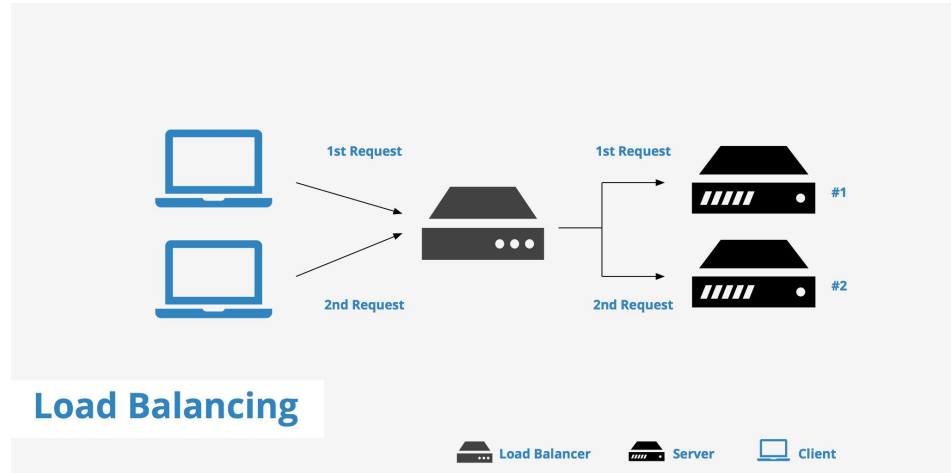 1st Request
1st Request
#1
#2
2nd Request
2nd Request
Load Balancing
Load Balancer
Server
Client